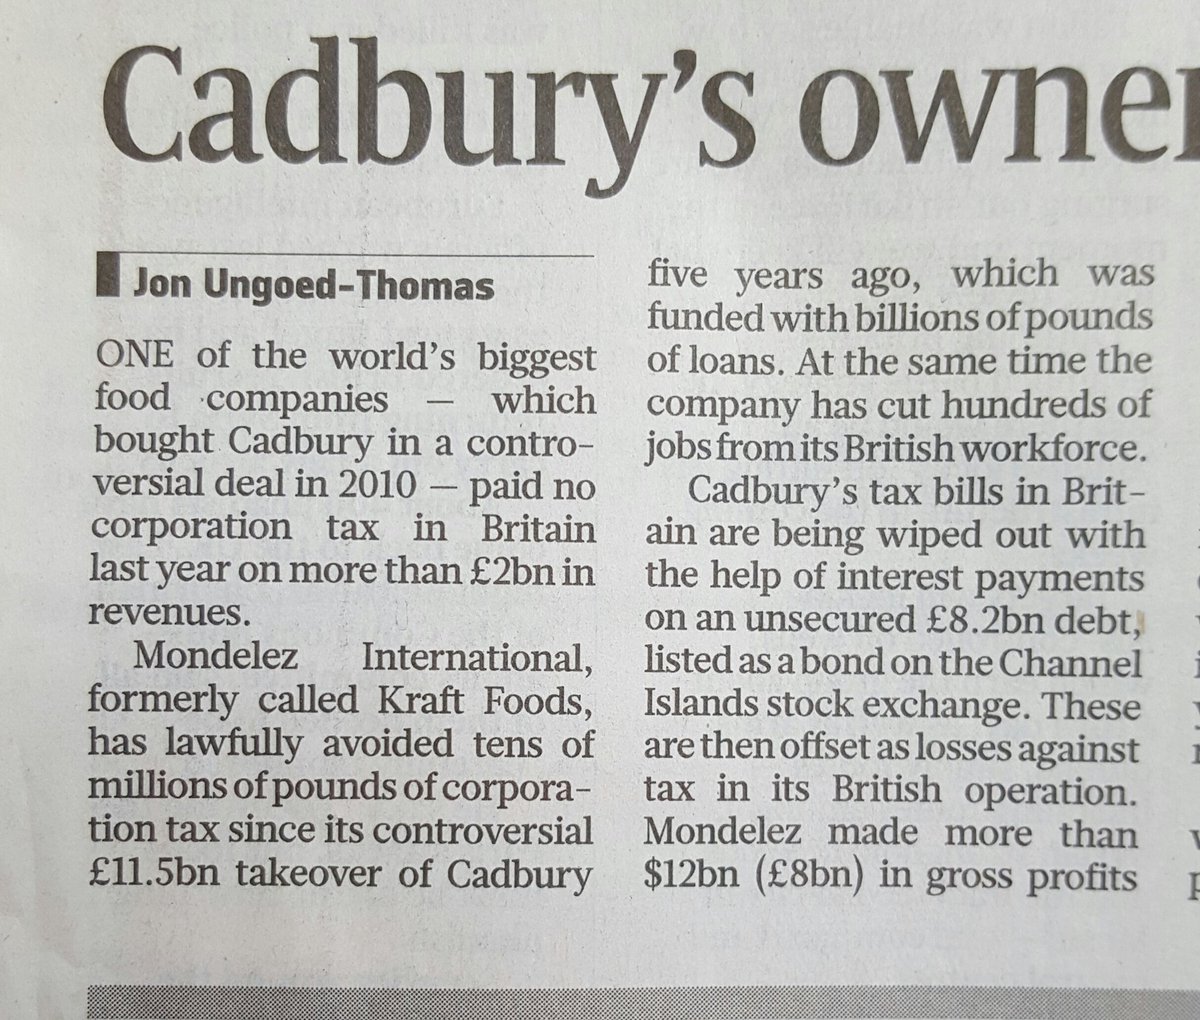 Cadbury's owner
Jon Ungoed-Thomas
ONE of the world's biggest
food companies — which
bought Cadbury in a contro-
versial deal in 2010 — paid no
corporation tax in Britain
last year on more than £2bn in
revenues.
Mondelez International,
formerly called Kraft Foods,
has lawfully avoided tens of
millions of pounds of corpora-
tion tax since its controversial
£11.5bn takeover of Cadbury
five years ago, which was
funded with billions of pounds
of loans. At the same time the
company has cut hundreds of
jobs from its British workforce.
Cadbury's tax bills in Brit-
ain are being wiped out with
the help of interest payments
on an unsecured £8.2bn debt,
listed as a bond on the Channel
Islands stock exchange. These
are then offset as losses against
tax in its British operation.
Mondelez made more than
$12bn (£8bn) in gross profits